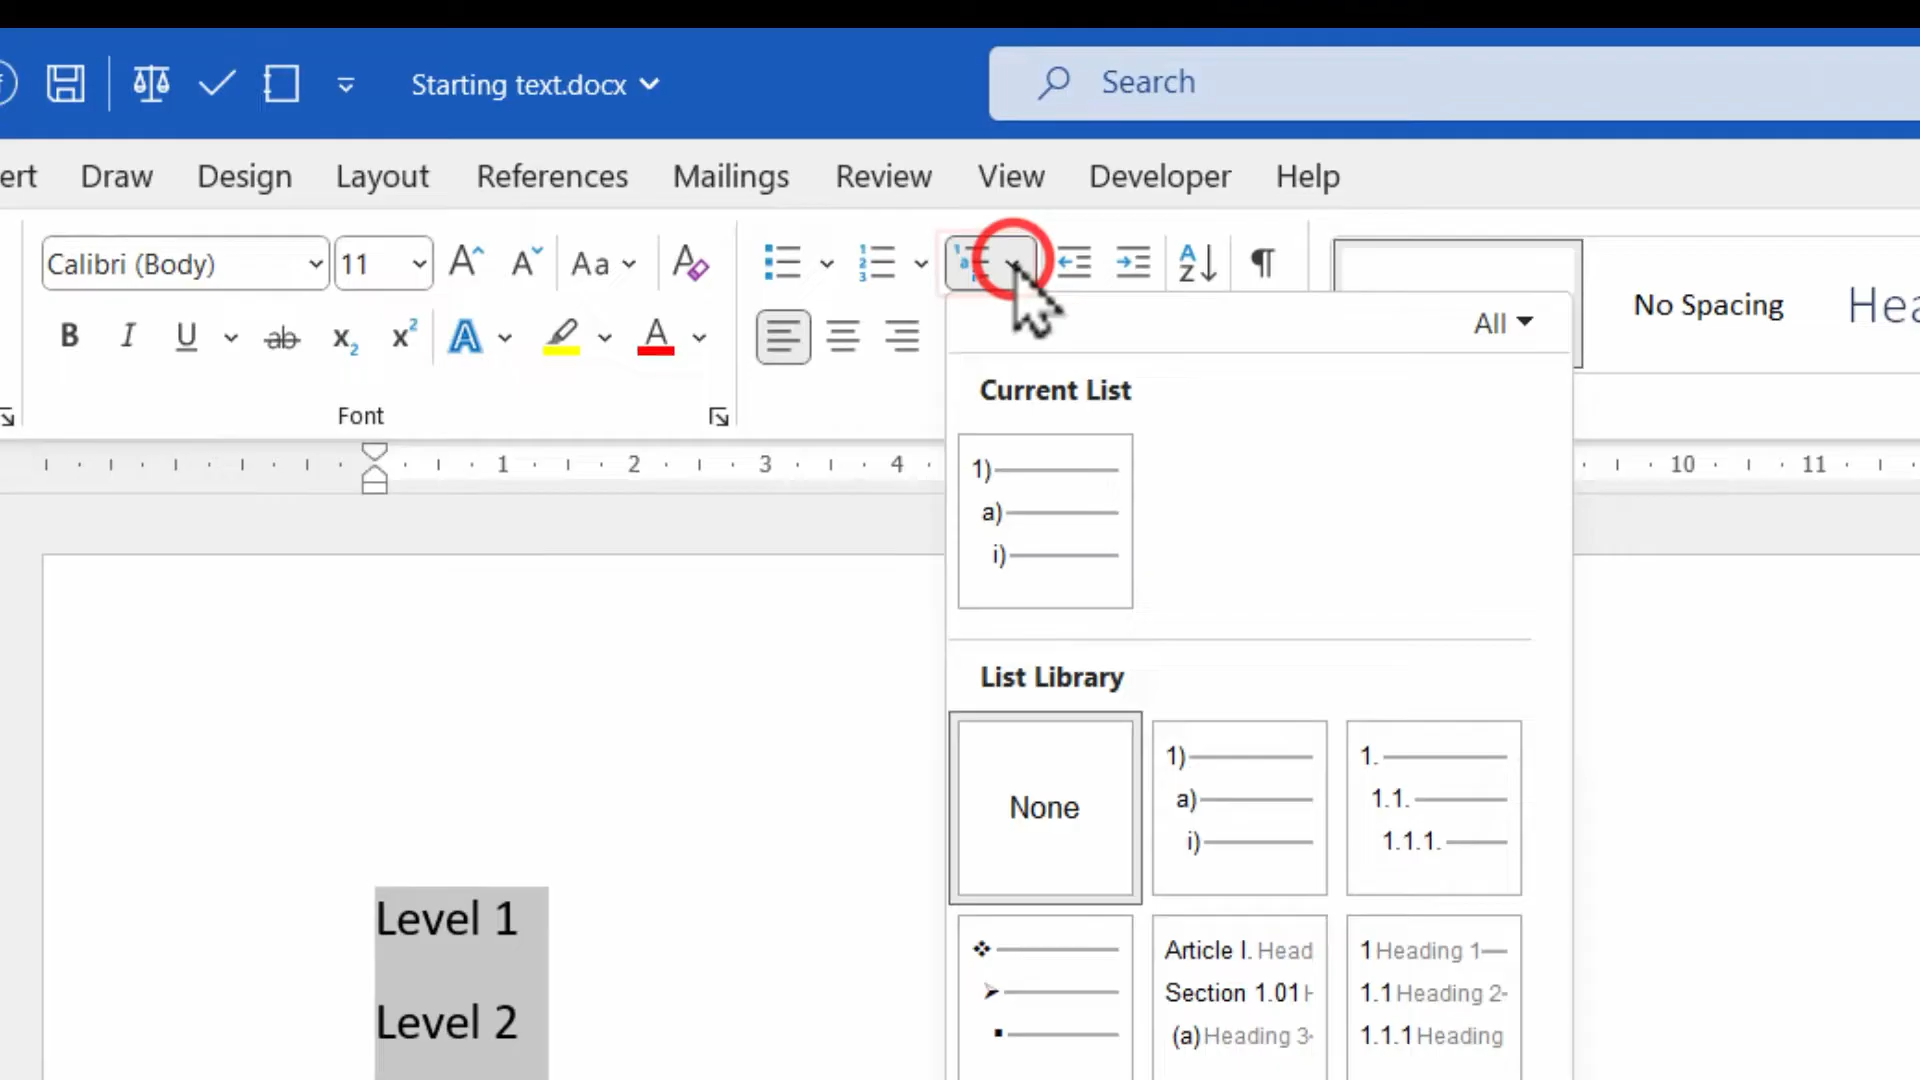 Starting text.docx
Search
ert Draw Design Layout References Mailings Review View Developer Help
Calibri (Body) 11 Aa
No Spacing Hea
B I U ab x2 x2 A A
Font
All
1 2 3 4 10 11
Current List
1)
a)
i)
List Library
None
1)
a)
i)
1.
1.1.
1.1.1.
Article I. Head
Section 1.01 H
(a) Heading 3
1 Heading 1
1.1 Heading 2
1.1.1 Heading
Level 1
Level 2